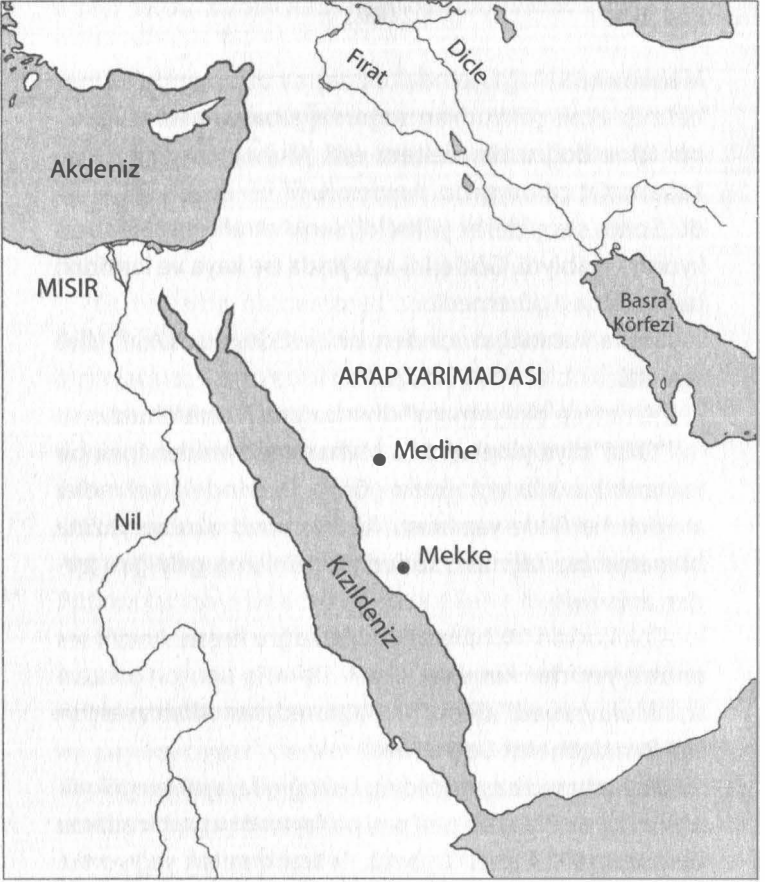 Fırat
Dicle
Akdeniz
MISIR
Basra
Körfezi
ARAP YARIMADASI
Medine
Nil
Mekke
Kızıldeniz